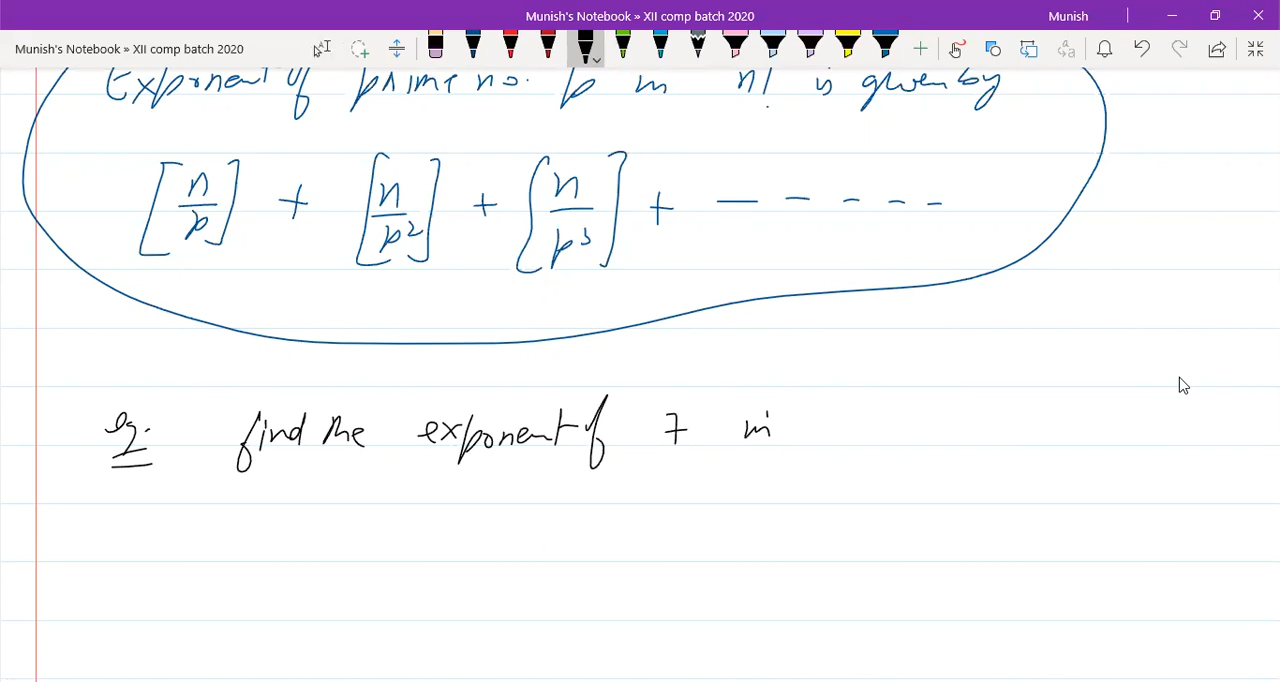 Munish's Notebook » XII comp batch 2020
Munish
Munish's Notebook » XII comp batch 2020
Exponent of prime no. p in n! is given by
[n/p] + [n/p²] + [n/p³] + — - - - -
eg. find the exponent of 7 in